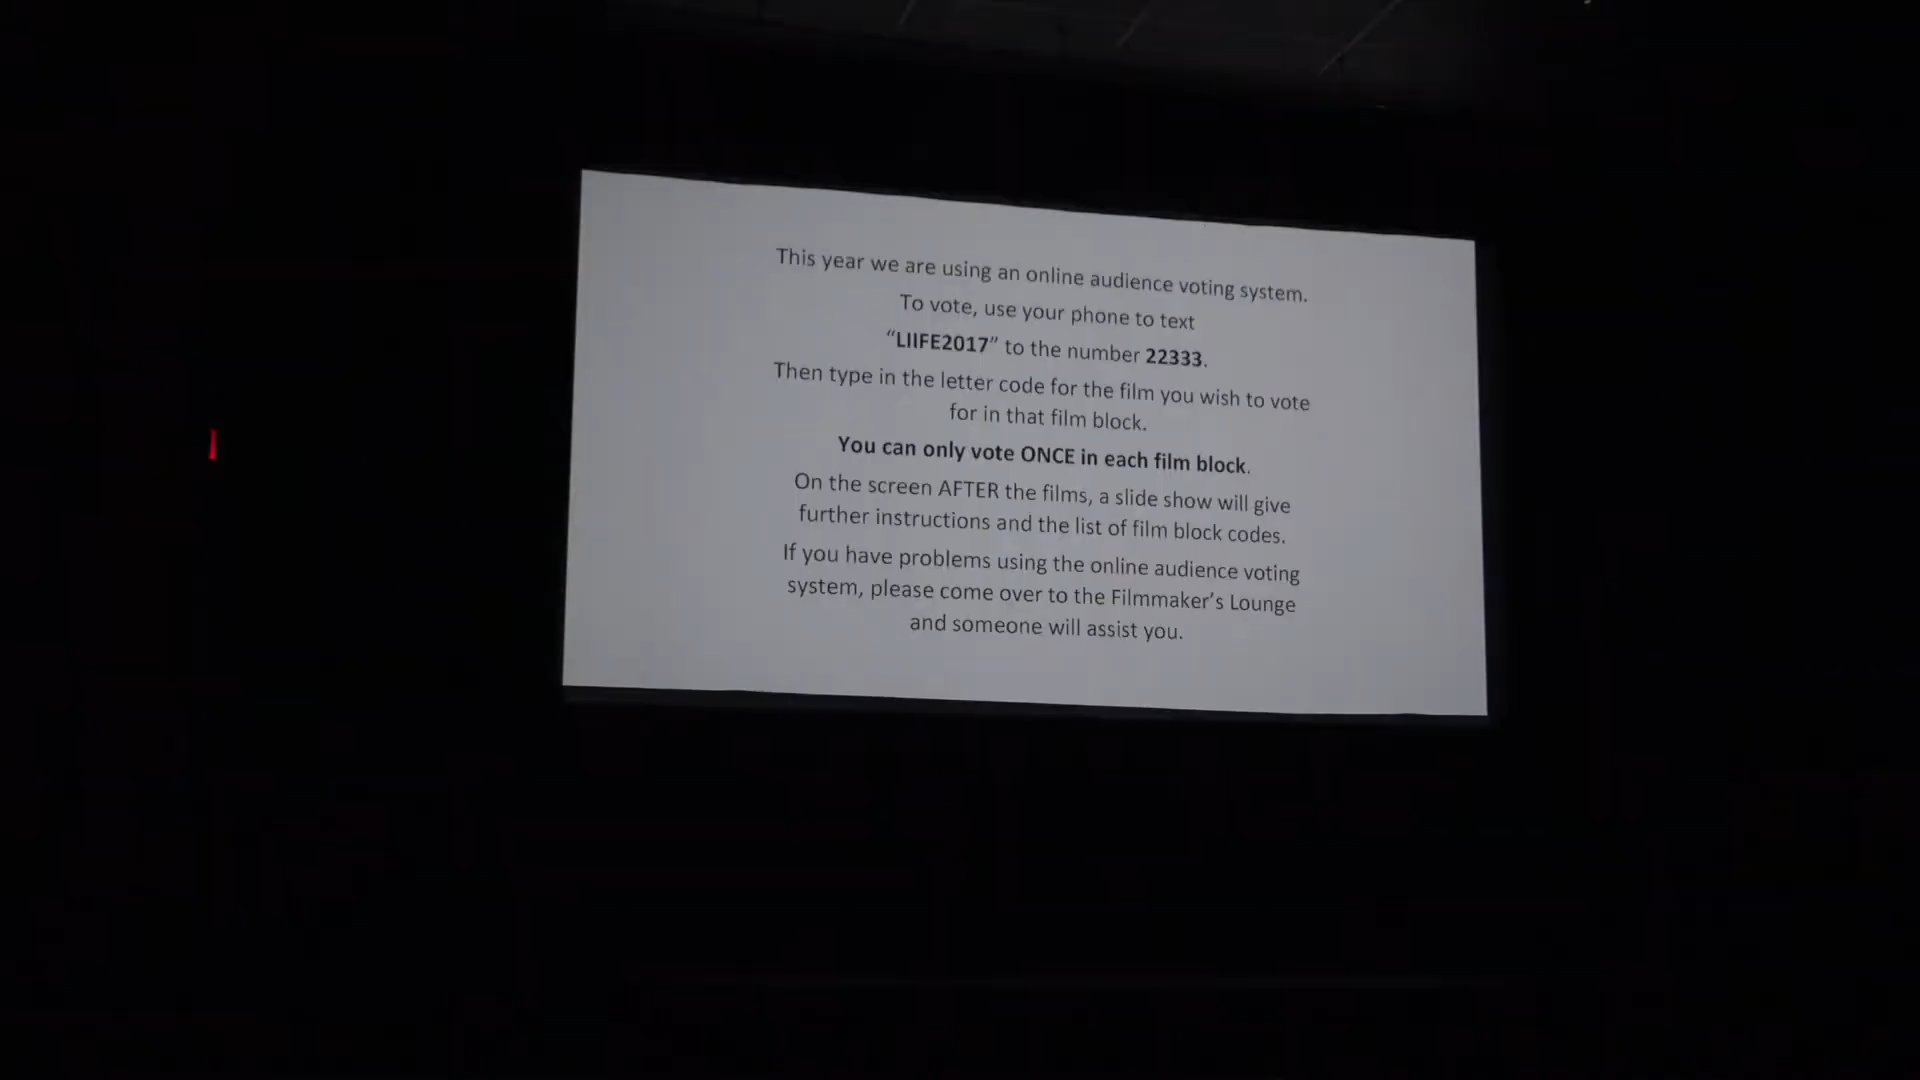 This year we are using an online audience voting system.
To vote, use your phone to text
“LIIFE2017” to the number 22333.
Then type in the letter code for the film you wish to vote
for in that film block.
You can only vote ONCE in each film block.
On the screen AFTER the films, a slide show will give
further instructions and the list of film block codes.
If you have problems using the online audience voting
system, please come over to the Filmmaker’s Lounge
and someone will assist you.